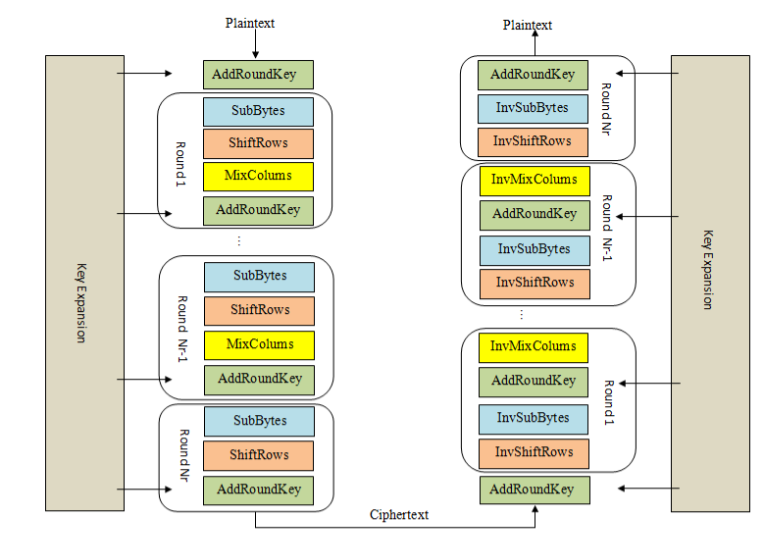 Plaintext
AddRoundKey
SubBytes
ShiftRows
MixColums
AddRoundKey
Round 1
...
SubBytes
ShiftRows
MixColums
AddRoundKey
Round Nr-1
SubBytes
ShiftRows
AddRoundKey
Round Nr
Key Expansion
Ciphertext
Plaintext
AddRoundKey
InvSubBytes
InvShiftRows
Round Nr
InvMixColums
AddRoundKey
InvSubBytes
InvShiftRows
Round Nr-1
...
InvMixColums
AddRoundKey
InvSubBytes
InvShiftRows
Round 1
AddRoundKey
Key Expansion